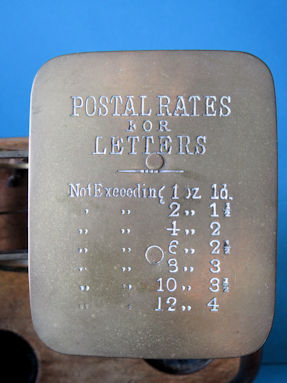 POSTAL RATES
FOR
LETTERS
Not Exceeding 1 oz 1d.
„ „ 2 „ 1½
„ „ 4 „ 2
„ „ 6 „ 2½
„ „ 8 „ 3
„ „ 10 „ 3½
„ „ 12 „ 4